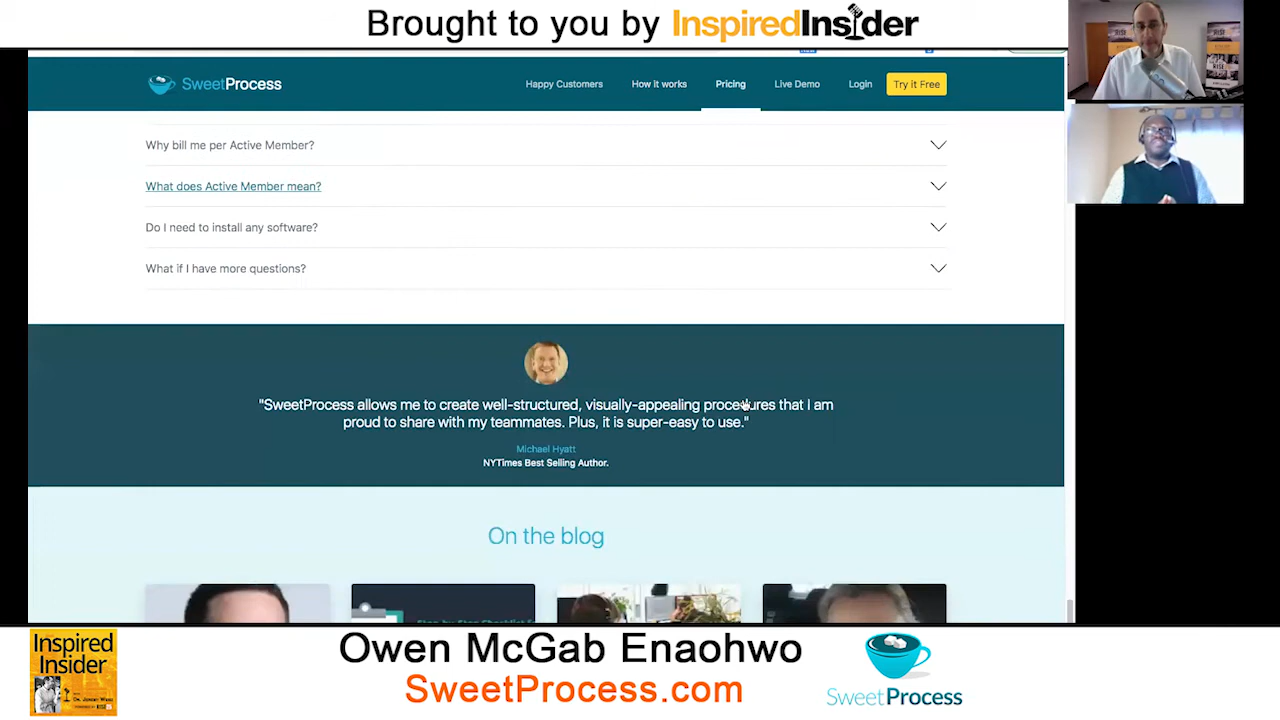 Brought to you by InspiredInsider
SweetProcess
Happy Customers
How it works
Pricing
Live Demo
Login
Try it Free
Why bill me per Active Member?
What does Active Member mean?
Do I need to install any software?
What if I have more questions?
"SweetProcess allows me to create well-structured, visually-appealing procedures that I am
proud to share with my teammates. Plus, it is super-easy to use."
Michael Hyatt
NYTimes Best Selling Author.
On the blog
Inspired
Insider
Owen McGab Enaohwo
SweetProcess.com
SweetProcess